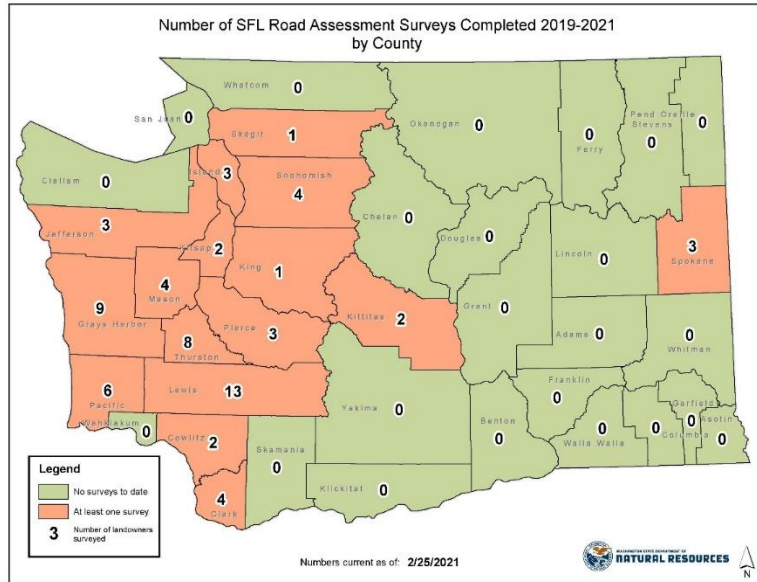 Number of SFL Road Assessment Surveys Completed 2019-2021
by County
Whatcom 0
San Juan 0
Skagit 1
Okanogan 0
Ferry 0
Pend Oreille 0
Stevens 0
Clallam 0
Island 3
Snohomish 4
Chelan 0
Douglas 0
Jefferson 3
Kitsap 2
King 1
Lincoln 0
3
Spokane
4
Mason
9
Grays Harbor
Kittitas 2
Grant 0
Pierce 3
8
Thurston
Adams 0
0
Whitman
6
Pacific
Lewis 13
Yakima 0
Benton 0
Franklin 0
Garfield 0
Asotin 0
Wahkiakum 0
Cowlitz 2
Skamania 0
Walla Walla 0
Columbia 0
Klickitat 0
4
Clark
Legend
No surveys to date
At least one survey
3 Number of landowners
surveyed
Numbers current as of: 2/25/2021
WASHINGTON STATE DEPARTMENT OF
NATURAL RESOURCES
N